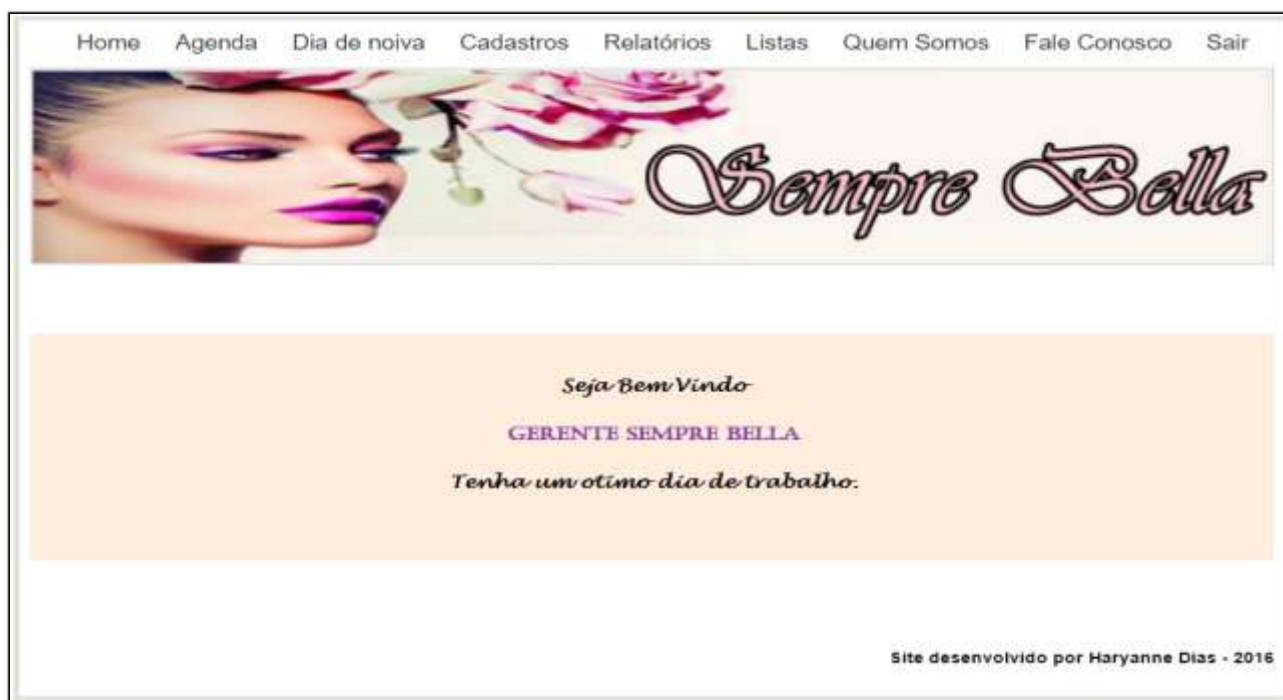 Home Agenda Dia de noiva Cadastros Relatórios Listas Quem Somos Fale Conosco Sair
Sempre Bella
Seja Bem Vindo
GERENTE SEMPRE BELLA
Tenha um otimo dia de trabalho.
Site desenvolvido por Haryanne Dias - 2016